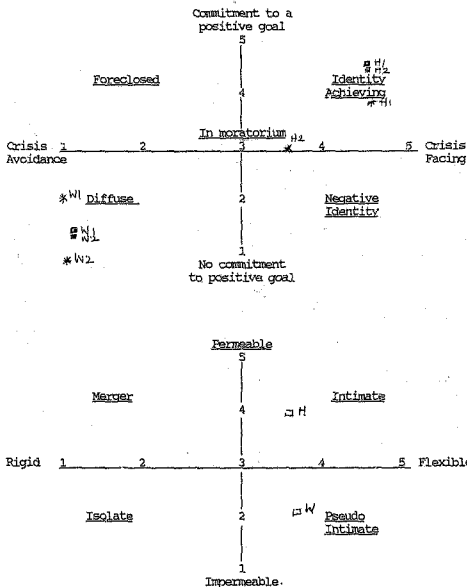 Commitment to a
positive goal
5
Foreclosed
Identity
Achieving
H1
H2
4
*H1
In moratorium
H2
*
Crisis
Avoidance
1 2 3 4 5
Crisis
Facing
*W1
Diffuse
2
Negative
Identity
W1
W2
*W2
1
No commitment
to positive goal
Permeable
5
Merger
Intimate
4
H
Rigid 1 2 3 4 5 Flexible
Isolate
2
W
Pseudo
Intimate
1
Impermeable.